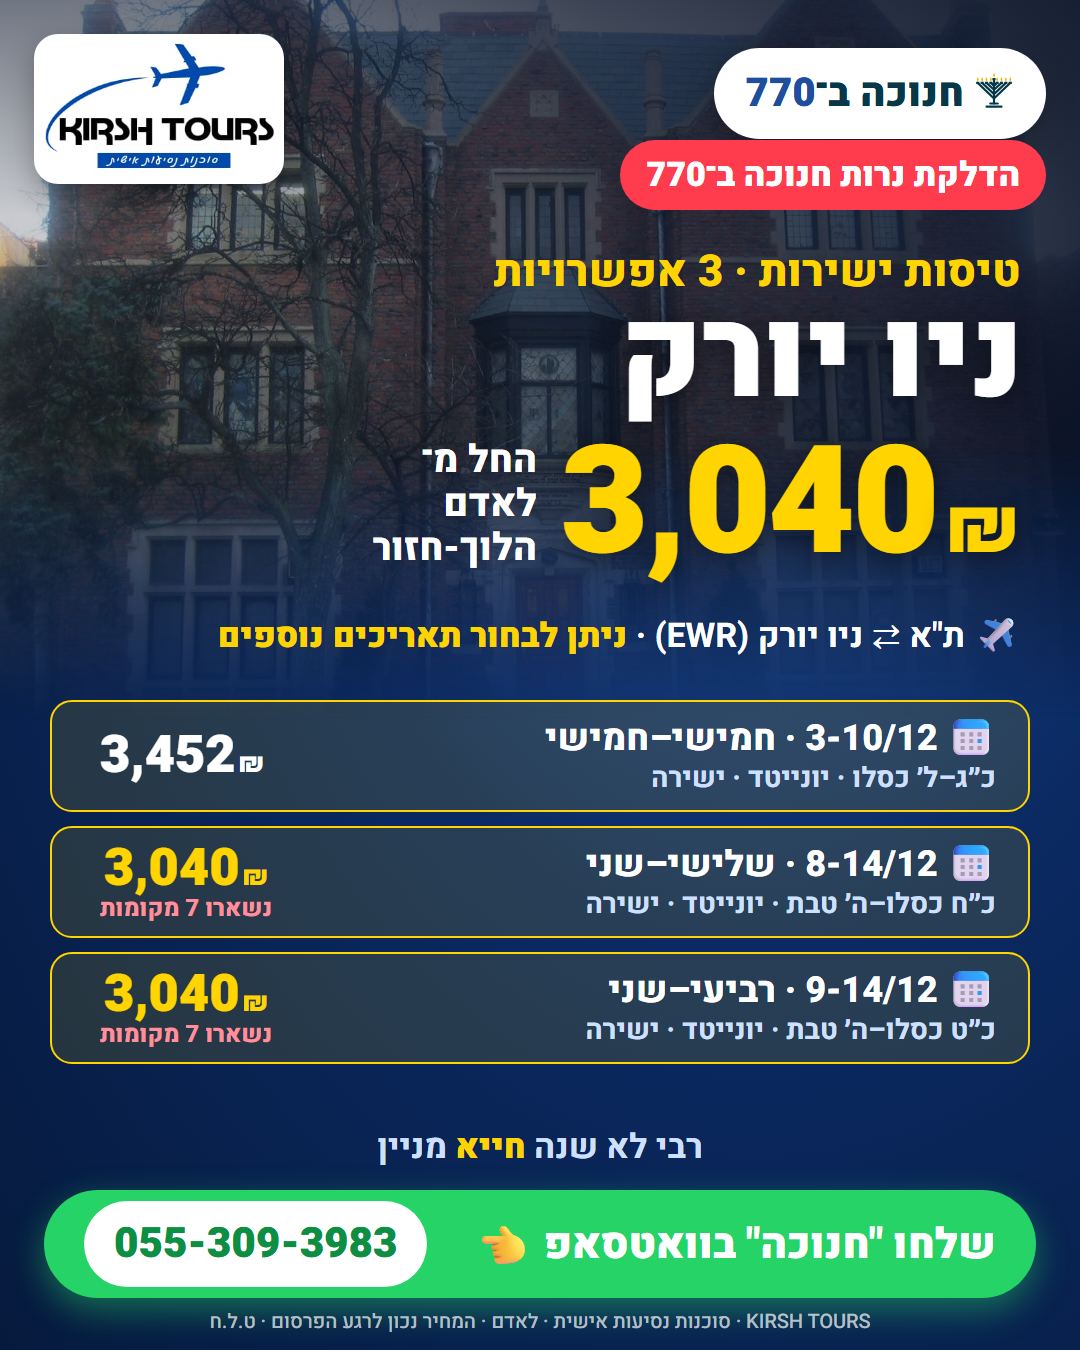 KIRSH TOURS
סוכנות נסיעות אישית
חנוכה ב־770
הדלקת נרות חנוכה ב־770
טיסות ישירות · 3 אפשרויות
ניו יורק
₪3,040
החל מ־
לאדם
הלוך-חזור
ת"א ⇄ ניו יורק (EWR) · ניתן לבחור תאריכים נוספים
3-10/12 · חמישי–חמישי
כ״ג–ל׳ כסלו · יונייטד · ישירה
₪3,452
8-14/12 · שלישי–שני
כ״ח כסלו–ה׳ טבת · יונייטד · ישירה
₪3,040
נשארו 7 מקומות
9-14/12 · רביעי–שני
כ״ט כסלו–ה׳ טבת · יונייטד · ישירה
₪3,040
נשארו 7 מקומות
רבי לא שנה חייא מניין
שלחו "חנוכה" בוואטסאפ 👈 055-309-3983
KIRSH TOURS · סוכנות נסיעות אישית · לאדם · המחיר נכון לרגע הפרסום · ט.ל.ח